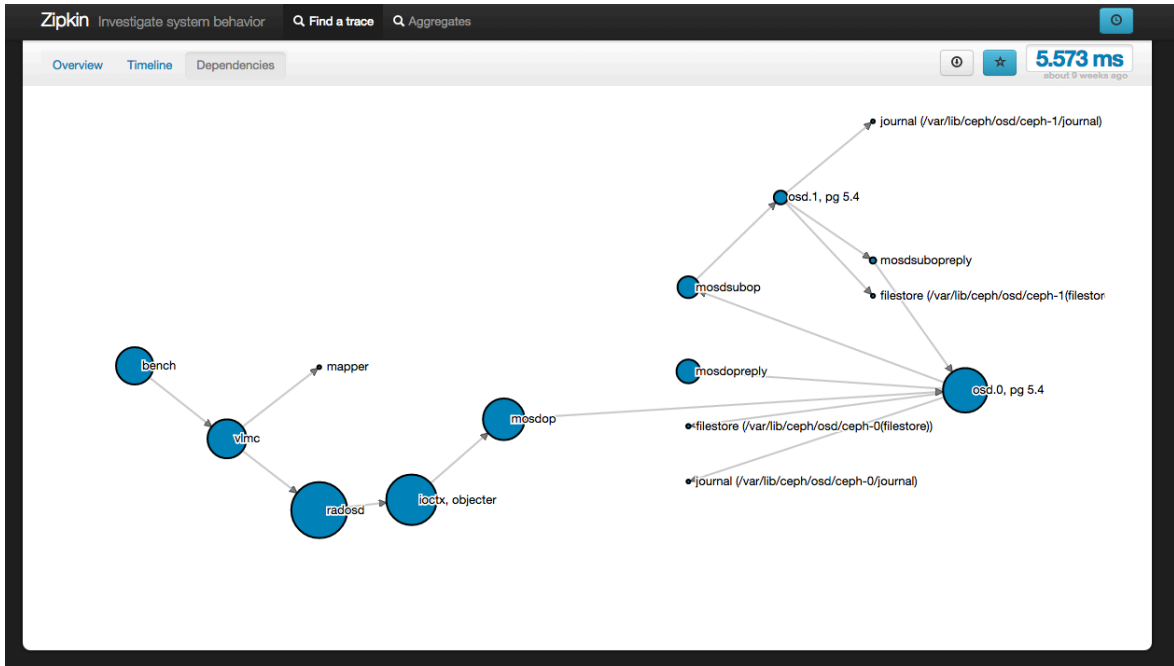 Zipkin Investigate system behavior Find a trace Aggregates
Overview Timeline Dependencies 5.573 ms
about 9 weeks ago
journal (/var/lib/ceph/osd/ceph-1/journal)
osd.1, pg 5.4
mosdsubopreply
mosdsubop
filestore (/var/lib/ceph/osd/ceph-1(filestor
bench
mapper
mosdopreply
osd.0, pg 5.4
mosdop
filestore (/var/lib/ceph/osd/ceph-0(filestore))
vlmc
journal (/var/lib/ceph/osd/ceph-0/journal)
ioctx, objecter
radosd